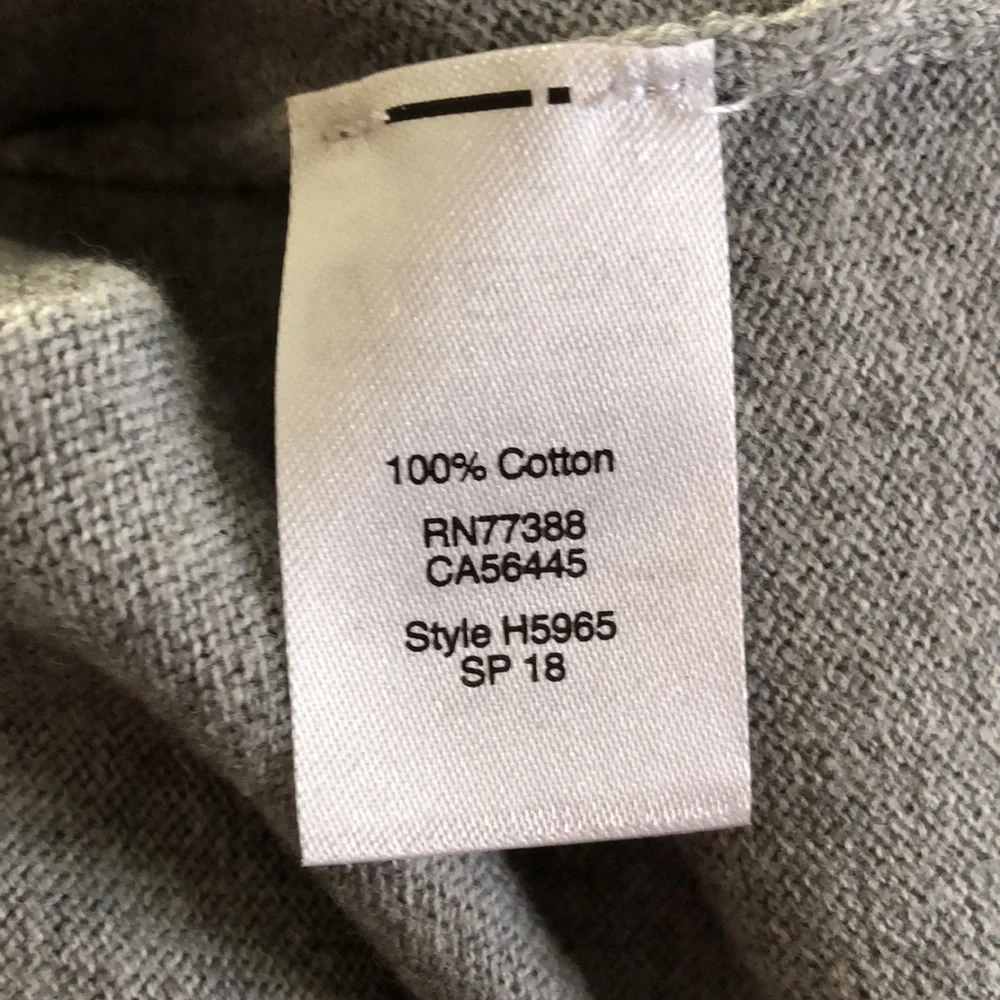 100% Cotton
RN77388
CA56445
Style H5965
SP 18